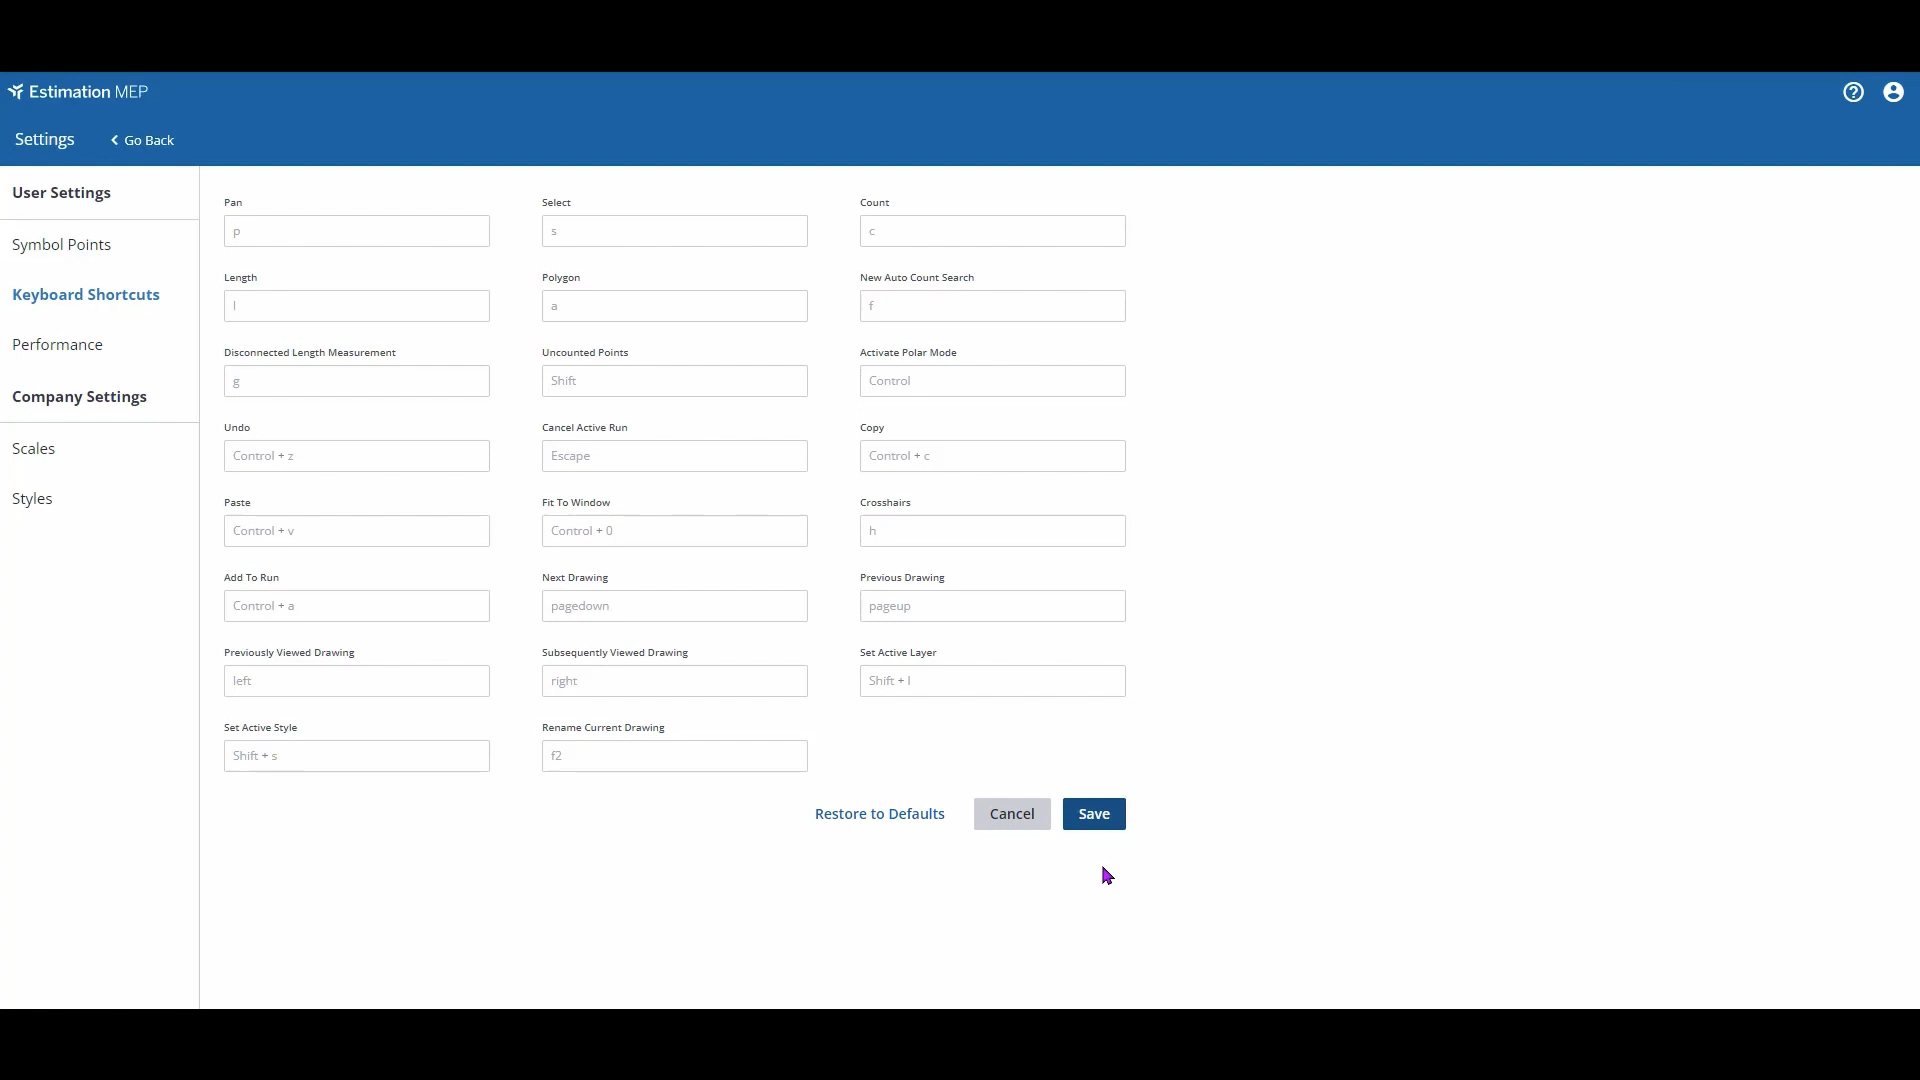 Estimation MEP
Settings
Go Back
User Settings
Symbol Points
Keyboard Shortcuts
Performance
Company Settings
Scales
Styles
Pan
Select
Count
p
s
c
Length
Polygon
New Auto Count Search
l
a
f
Disconnected Length Measurement
Uncounted Points
Activate Polar Mode
g
Shift
Control
Undo
Cancel Active Run
Copy
Control + z
Escape
Control + c
Paste
Fit To Window
Crosshairs
Control + v
Control + 0
h
Add To Run
Next Drawing
Previous Drawing
Control + a
pagedown
pageup
Previously Viewed Drawing
Subsequently Viewed Drawing
Set Active Layer
left
right
Shift + l
Set Active Style
Rename Current Drawing
Shift + s
f2
Restore to Defaults
Cancel
Save